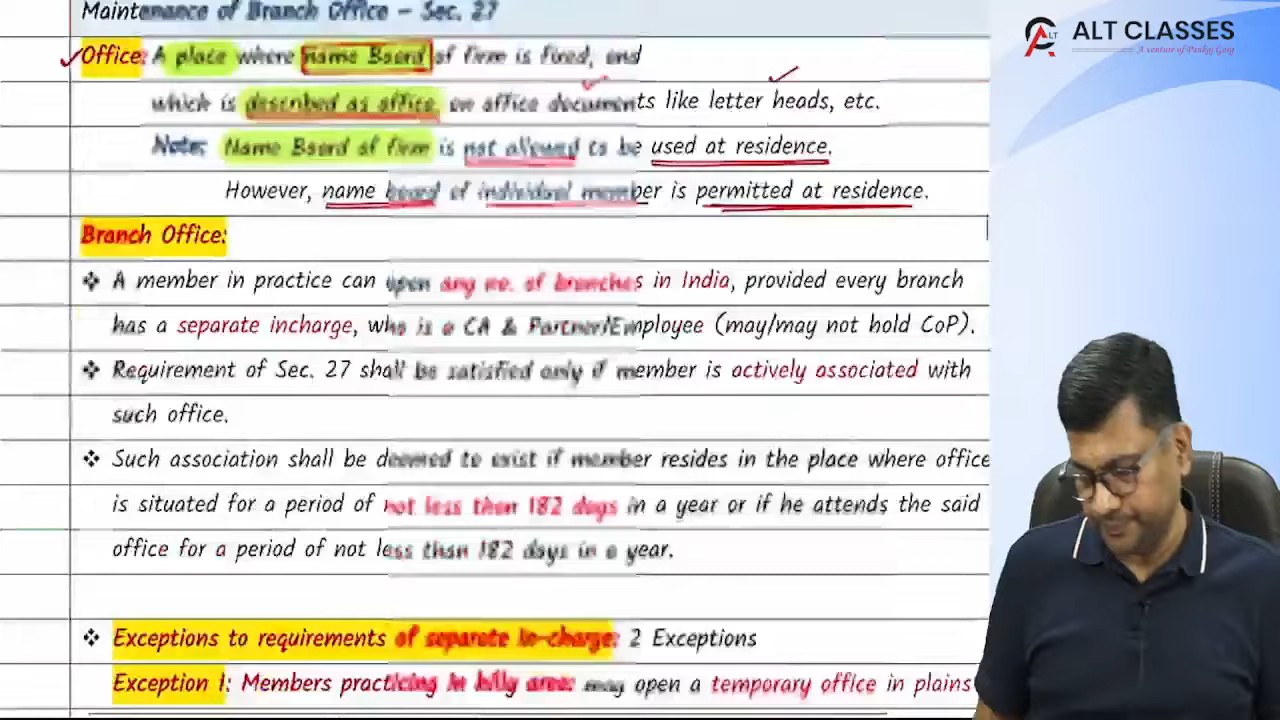 Maintenance of Branch Office – Sec. 27
Office: A place where name Board of firm is fixed, and
which is described as office, on office documents like letter heads, etc.
Note: Name Board of firm is not allowed to be used at residence.
However, name board of individual member is permitted at residence.
Branch Office:
❖ A member in practice can open any no. of branches in India, provided every branch
has a separate incharge, who is a CA & Partner/Employee (may/may not hold CoP).
❖ Requirement of Sec. 27 shall be satisfied only if member is actively associated with
such office.
❖ Such association shall be deemed to exist if member resides in the place where office
is situated for a period of not less than 182 days in a year or if he attends the said
office for a period of not less than 182 days in a year.
❖ Exceptions to requirements of separate in-charge: 2 Exceptions
Exception 1: Members practicing in hilly area: may open a temporary office in plains
ALT
ALT CLASSES
A venture of Pankaj Garg